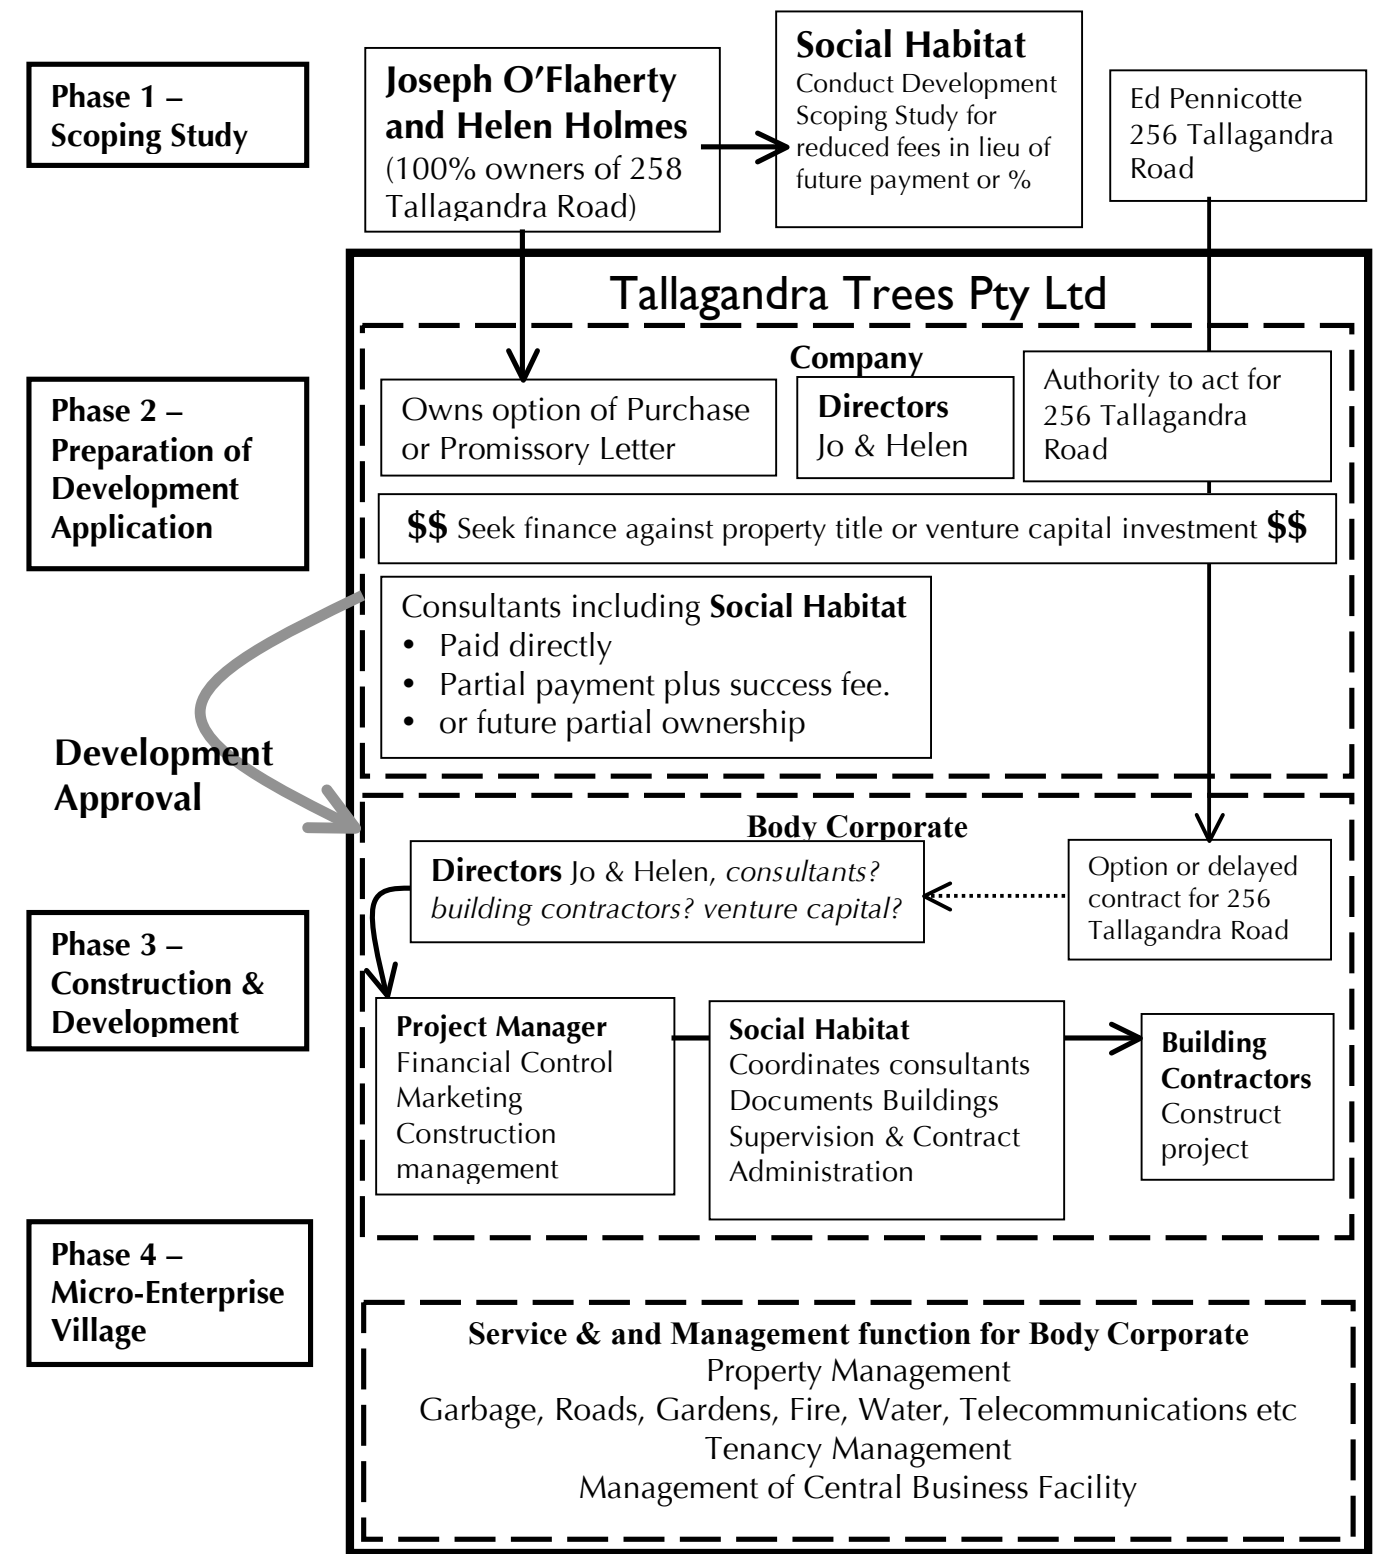 Phase 1 –
Scoping Study
Joseph O’Flaherty
and Helen Holmes
(100% owners of 258
Tallagandra Road)
Social Habitat
Conduct Development
Scoping Study for
reduced fees in lieu of
future payment or %
Ed Pennicotte
256 Tallagandra
Road
Tallagandra Trees Pty Ltd
Phase 2 –
Preparation of
Development
Application
Company
Owns option of Purchase
or Promissory Letter
Directors
Jo & Helen
Authority to act for
256 Tallagandra
Road
$$ Seek finance against property title or venture capital investment $$
Consultants including Social Habitat
• Paid directly
• Partial payment plus success fee.
• or future partial ownership
Development
Approval
Body Corporate
Directors Jo & Helen, consultants?
building contractors? venture capital?
Option or delayed
contract for 256
Tallagandra Road
Phase 3 –
Construction &
Development
Project Manager
Financial Control
Marketing
Construction
management
Social Habitat
Coordinates consultants
Documents Buildings
Supervision & Contract
Administration
Building
Contractors
Construct
project
Phase 4 –
Micro-Enterprise
Village
Service & and Management function for Body Corporate
Property Management
Garbage, Roads, Gardens, Fire, Water, Telecommunications etc
Tenancy Management
Management of Central Business Facility